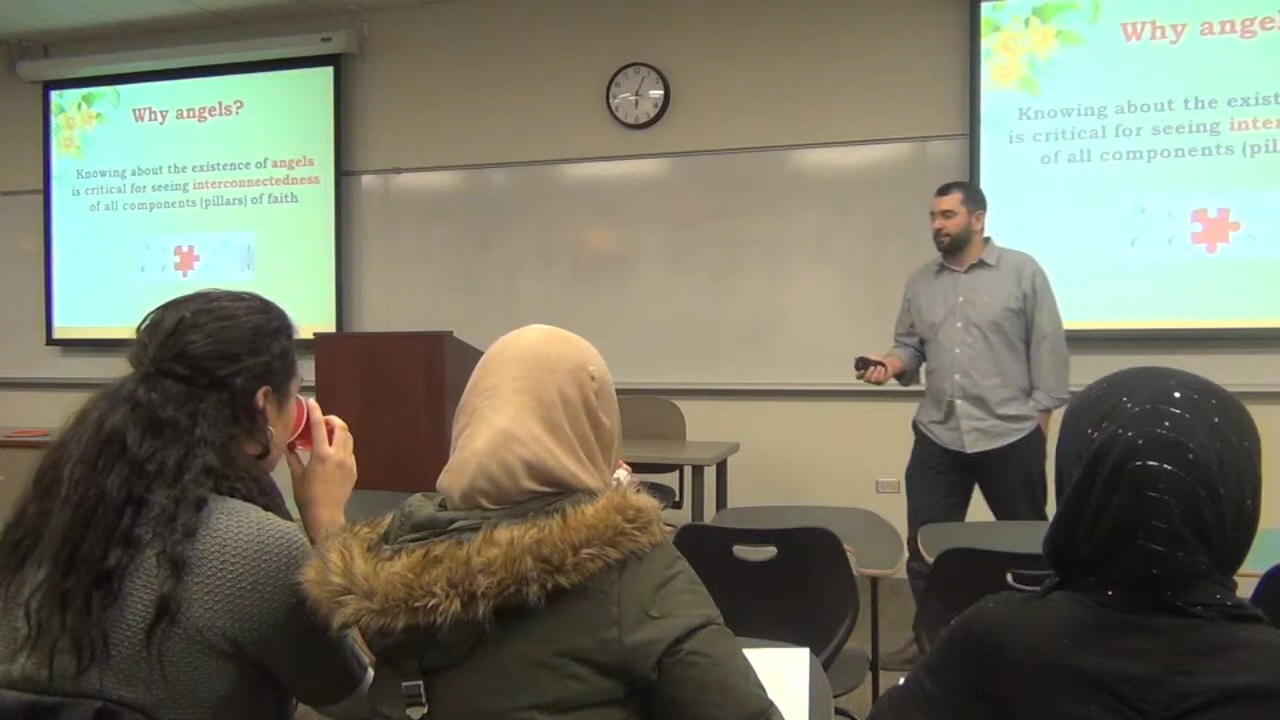 Why angels?
Knowing about the existence of angels
is critical for seeing interconnectedness
of all components (pillars) of faith
Why ange
Knowing about the exist
is critical for seeing inter
of all components (pil